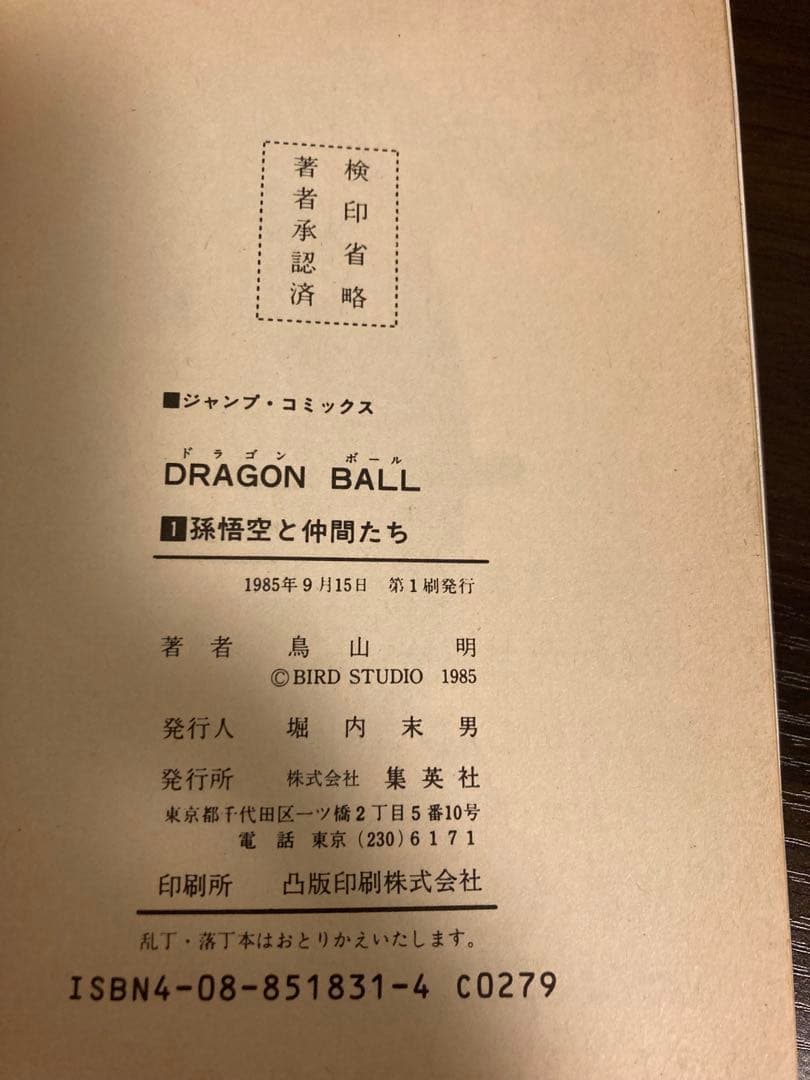 検印省略
著者承認済
■ジャンプ・コミックス
ドラゴン ボール
DRAGON BALL
1孫悟空と仲間たち
1985年9月15日 第1刷発行
著者 鳥山明
©BIRD STUDIO 1985
発行人 堀内末男
発行所 株式会社 集英社
東京都千代田区一ツ橋2丁目5番10号
電話 東京(230)6171
印刷所 凸版印刷株式会社
乱丁・落丁本はおとりかえいたします。
ISBN4-08-851831-4 C0279